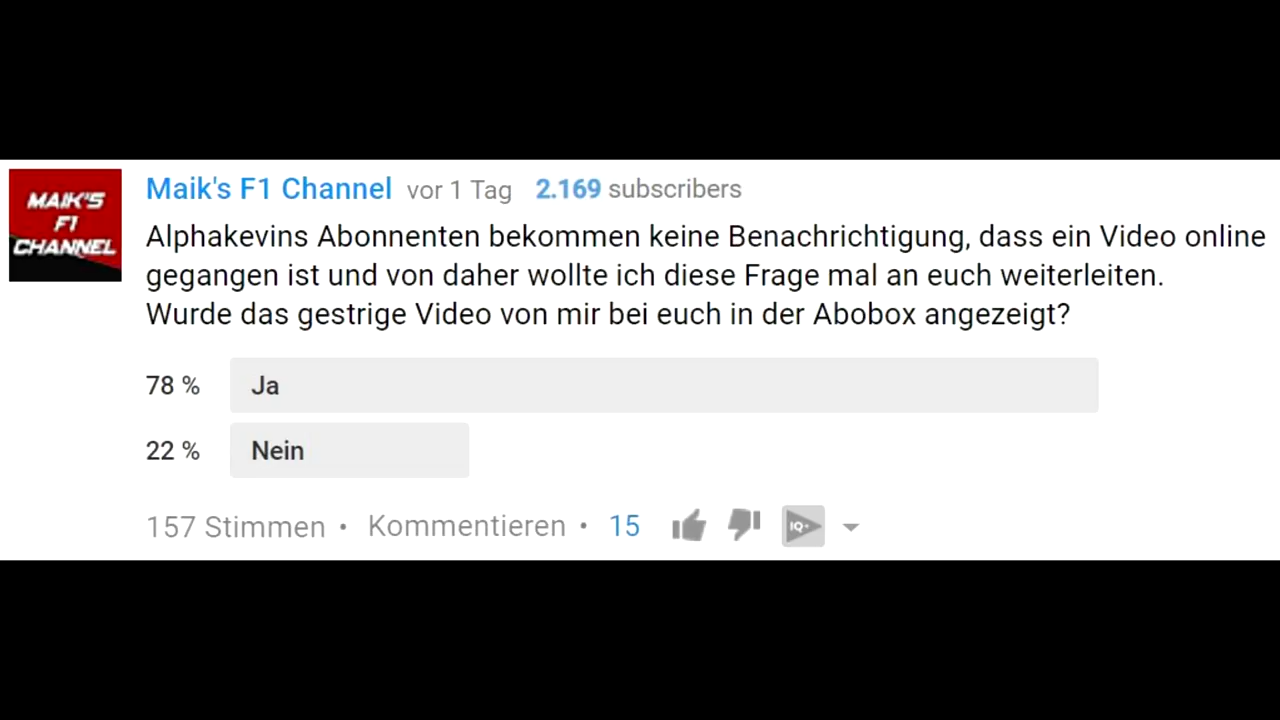 MAIK'S
F1
CHANNEL
Maik's F1 Channel vor 1 Tag 2.169 subscribers
Alphakevins Abonnenten bekommen keine Benachrichtigung, dass ein Video online
gegangen ist und von daher wollte ich diese Frage mal an euch weiterleiten.
Wurde das gestrige Video von mir bei euch in der Abobox angezeigt?
78 % Ja
22 % Nein
157 Stimmen • Kommentieren • 15 IQ+